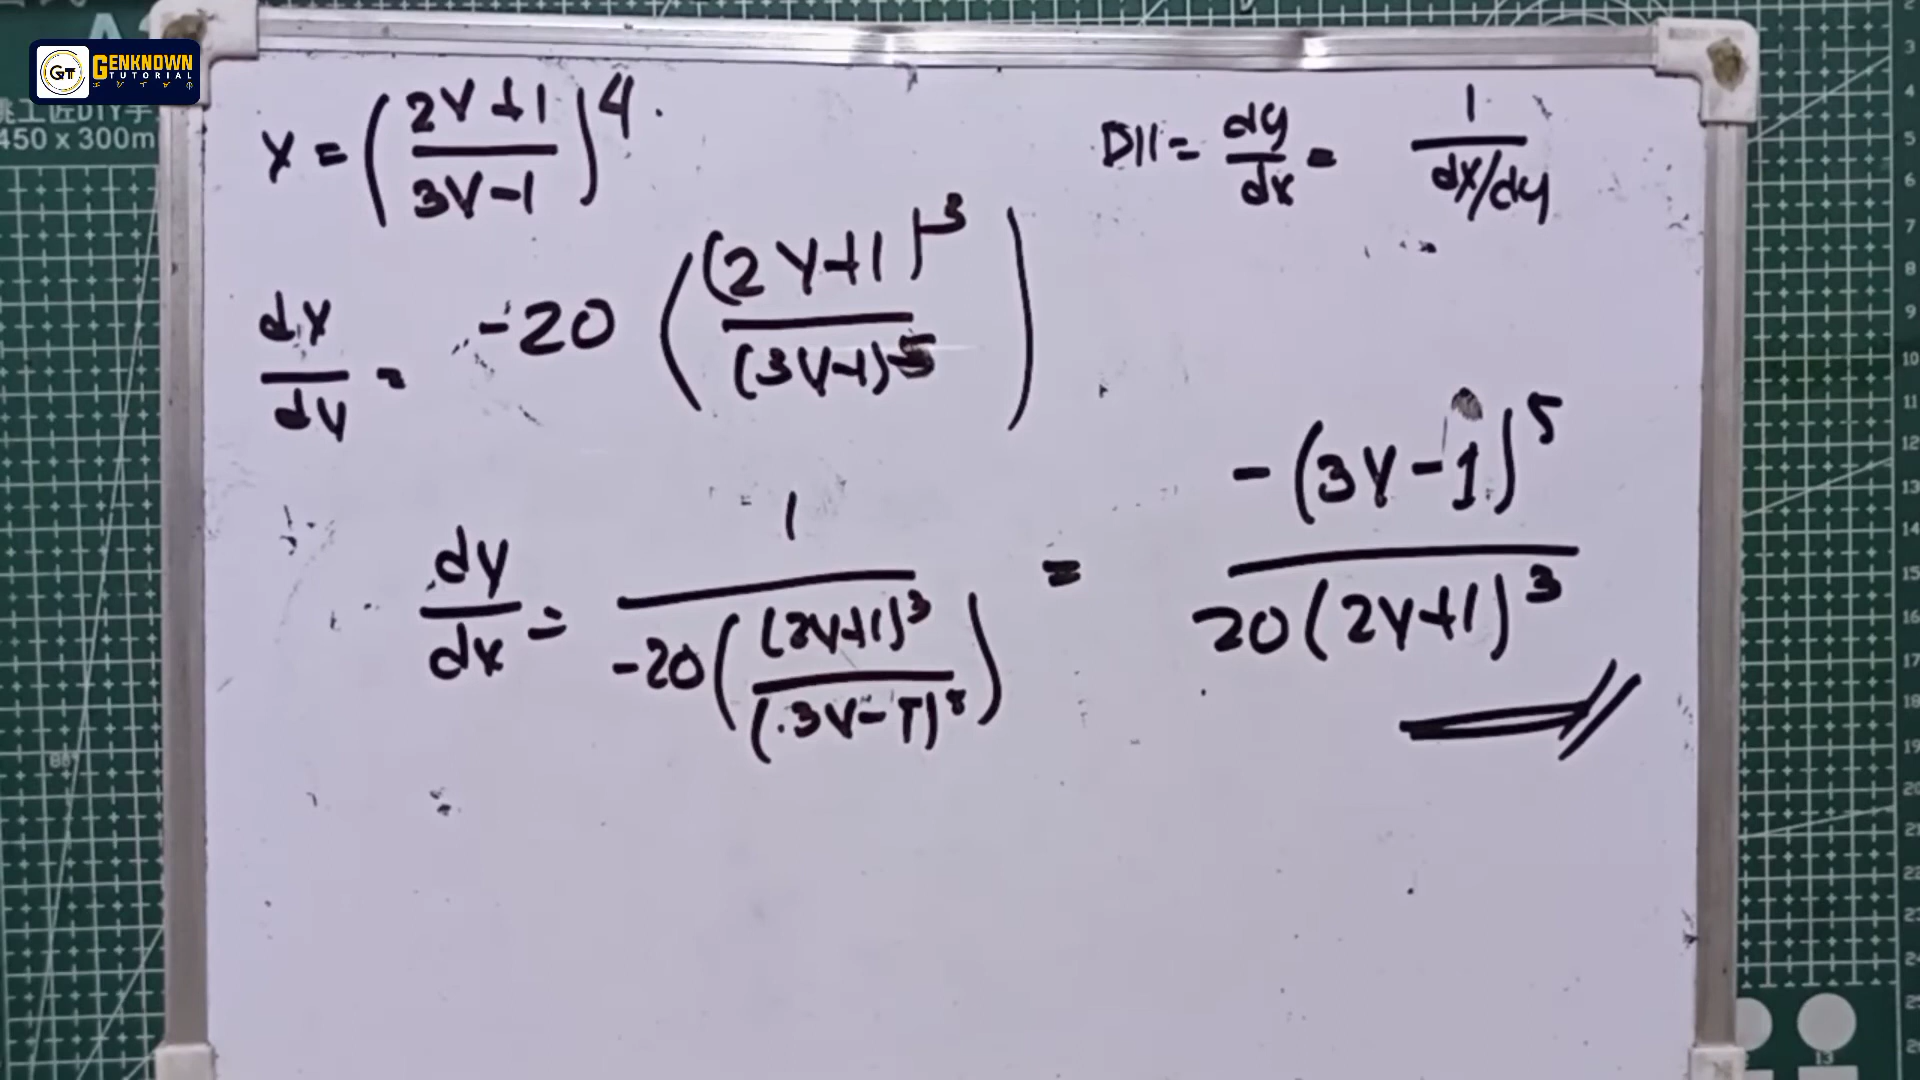 GENKNOWN
TUTORIAL
450 x 300m
x = ((2y+1)/(3y-1))^4.
DII = dy/dx = 1/(dx/dy)
dx/dy = -20 ((2y+1)^3/(3y-1)^5)
dy/dx = 1/(-20((2y+1)^3/(3y-1)^5)) = -(3y-1)^5/(20(2y+1)^3)